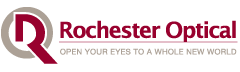 Rochester Optical
OPEN YOUR EYES TO A WHOLE NEW WORLD